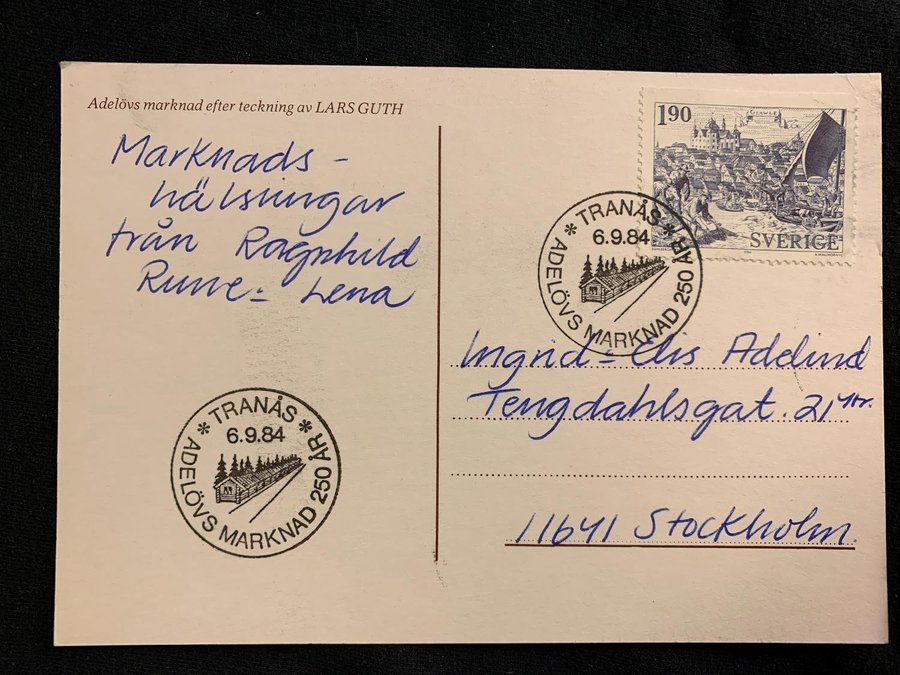 Adelövs marknad efter teckning av LARS GUTH
Marknads-
hälsningar
från Ragnhild
Rune - Lena
1.90
GEAWLE
SVERIGE
* TRANÅS *
6.9.84
ADELÖVS MARKNAD 250 ÅR
Ingrid - Elis Adelind
Tengdahlsgat. 21
11641 Stockholm.
* TRANÅS *
6.9.84
ADELÖVS MARKNAD 250 ÅR